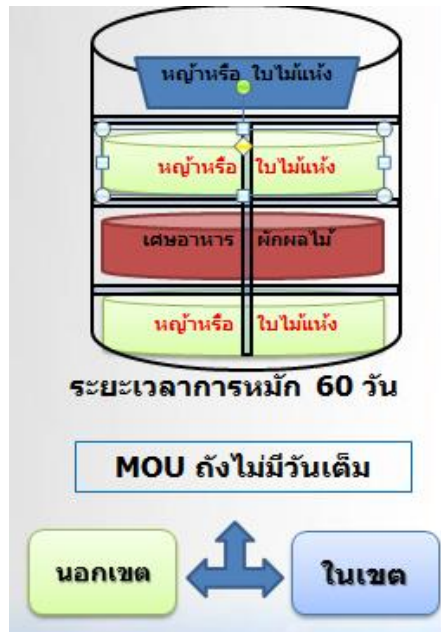 หญ้าหรือ ใบไม้แห้ง
หญ้าหรือ ใบไม้แห้ง
เศษอาหาร ผักผลไม้
หญ้าหรือ ใบไม้แห้ง
ระยะเวลาการหมัก 60 วัน
MOU ถังไม่มีวันเต็ม
นอกเขต
ในเขต